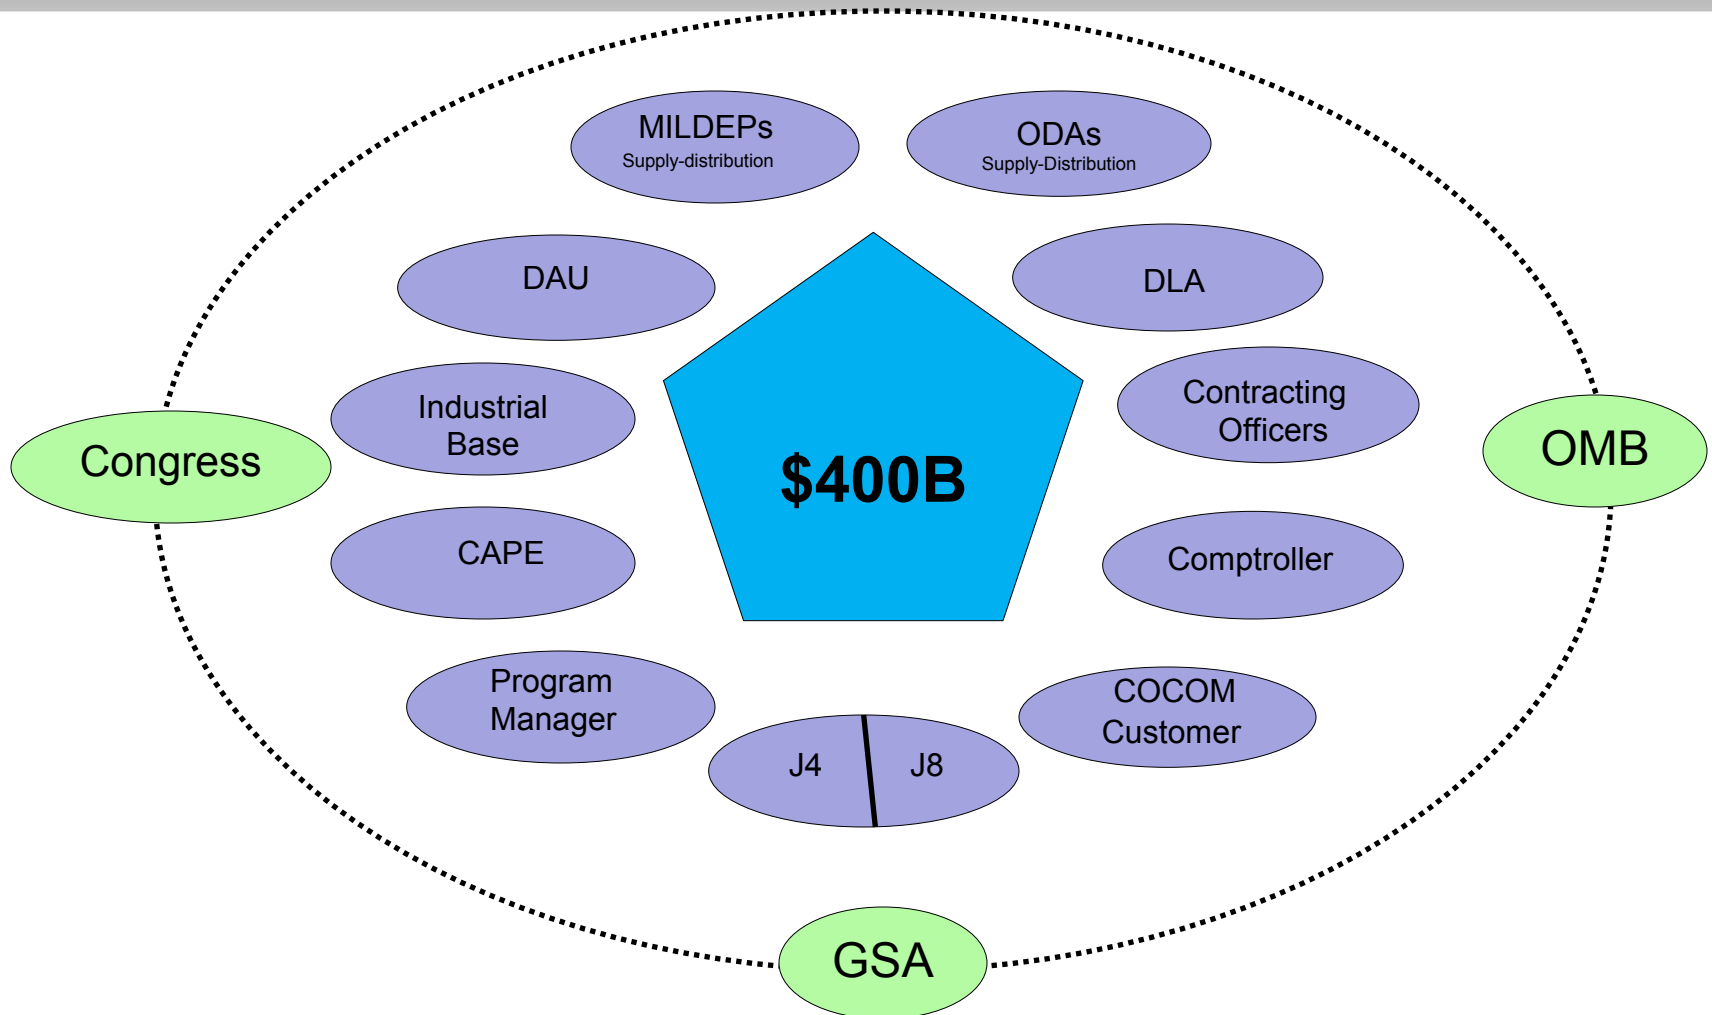 MILDEPs
Supply-distribution
ODAs
Supply-Distribution
DAU
DLA
Industrial
Base
Contracting
Officers
Congress
$400B
OMB
CAPE
Comptroller
Program
Manager
COCOM
Customer
J4
J8
GSA